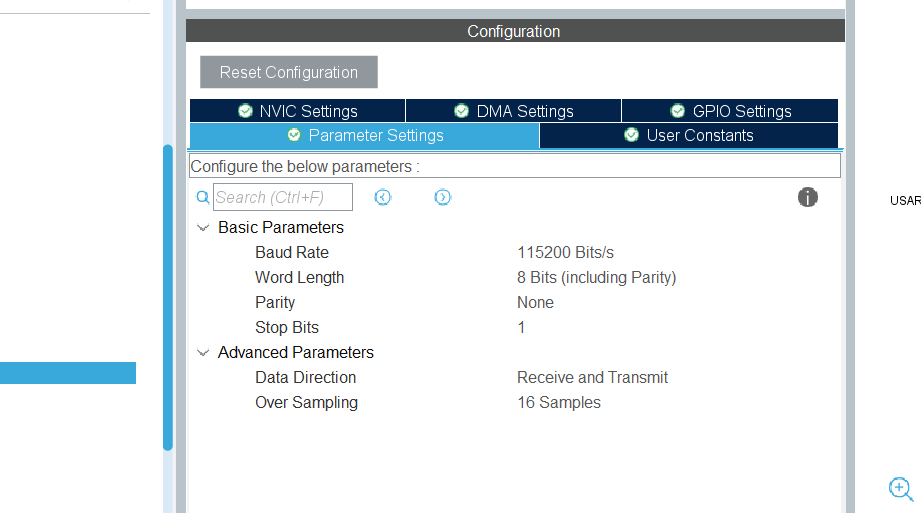 Configuration
Reset Configuration
NVIC Settings DMA Settings GPIO Settings
Parameter Settings User Constants
Configure the below parameters :
Search (Ctrl+F)
USAR
Basic Parameters
Baud Rate 115200 Bits/s
Word Length 8 Bits (including Parity)
Parity None
Stop Bits 1
Advanced Parameters
Data Direction Receive and Transmit
Over Sampling 16 Samples